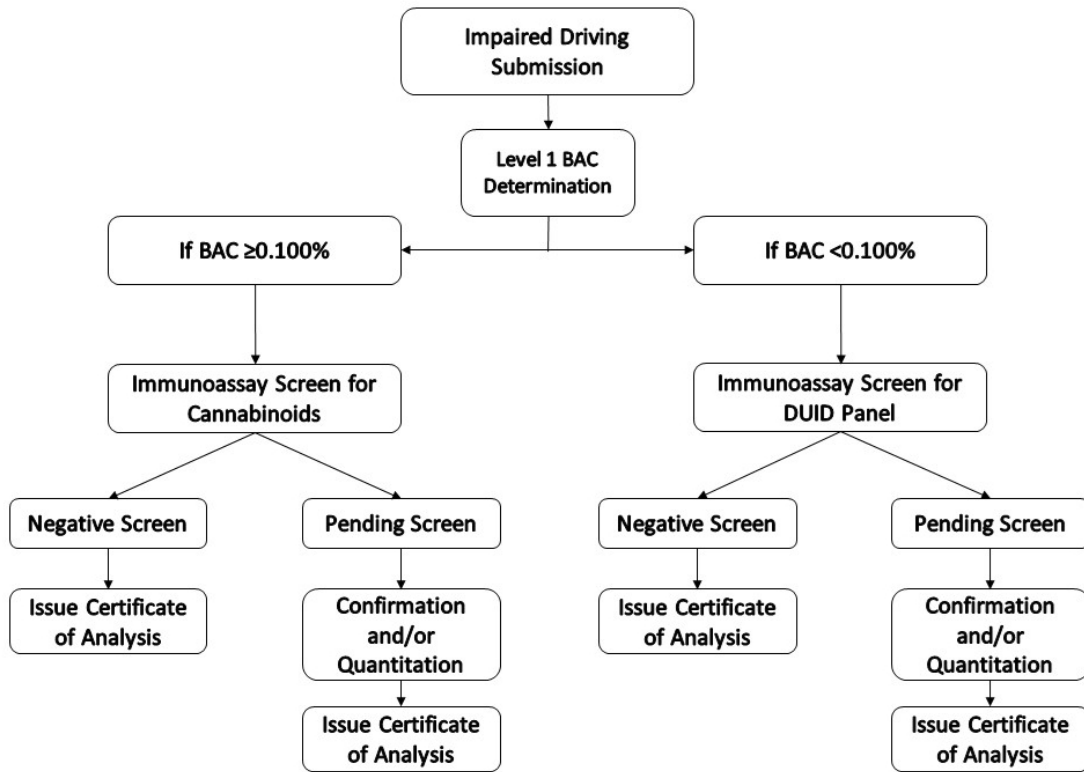 Impaired Driving
Submission
Level 1 BAC
Determination
If BAC ≥0.100%
If BAC <0.100%
Immunoassay Screen for
Cannabinoids
Immunoassay Screen for
DUID Panel
Negative Screen
Pending Screen
Negative Screen
Pending Screen
Issue Certificate
of Analysis
Confirmation
and/or
Quantitation
Issue Certificate
of Analysis
Confirmation
and/or
Quantitation
Issue Certificate
of Analysis
Issue Certificate
of Analysis